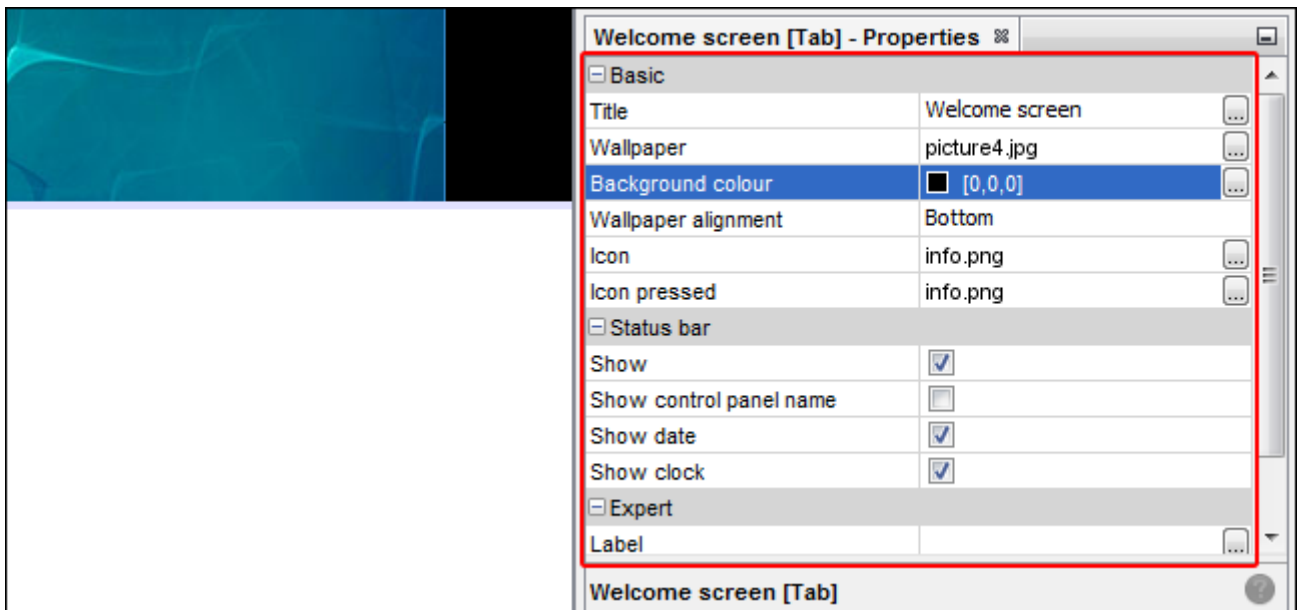 Welcome screen [Tab] - Properties
Basic
Title Welcome screen ...
Wallpaper picture4.jpg ...
Background colour [0,0,0] ...
Wallpaper alignment Bottom
Icon info.png ...
Icon pressed info.png ...
Status bar
Show
Show control panel name
Show date
Show clock
Expert
Label ...
Welcome screen [Tab] ?